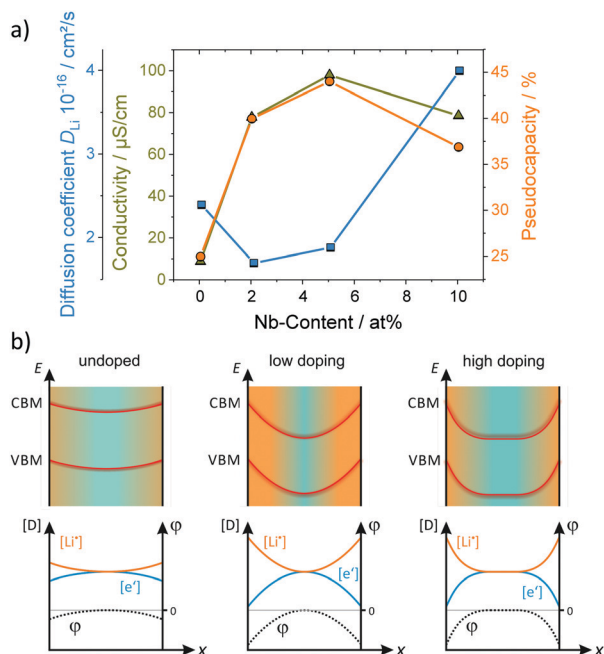 a)
Diffusion coefficient D_Li 10⁻¹⁶ / cm²/s
4
3
2
Conductivity / µS/cm
100
80
60
40
20
0
45
40
35
30
25
Pseudocapacity / %
0 2 4 6 8 10
Nb-Content / at%
b)
undoped
low doping
high doping
E
CBM
VBM
E
CBM
VBM
E
CBM
VBM
[D]
φ
[Li•]
[e′]
φ
0
x
[D]
φ
[Li•]
[e′]
φ
0
x
[D]
φ
[Li•]
[e′]
φ
0
x